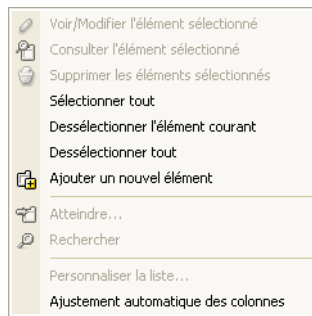 Voir/Modifier l'élément sélectionné
Consulter l'élément sélectionné
Supprimer les éléments sélectionnés
Sélectionner tout
Dessélectionner l'élément courant
Dessélectionner tout
Ajouter un nouvel élément
Atteindre...
Rechercher
Personnaliser la liste...
Ajustement automatique des colonnes